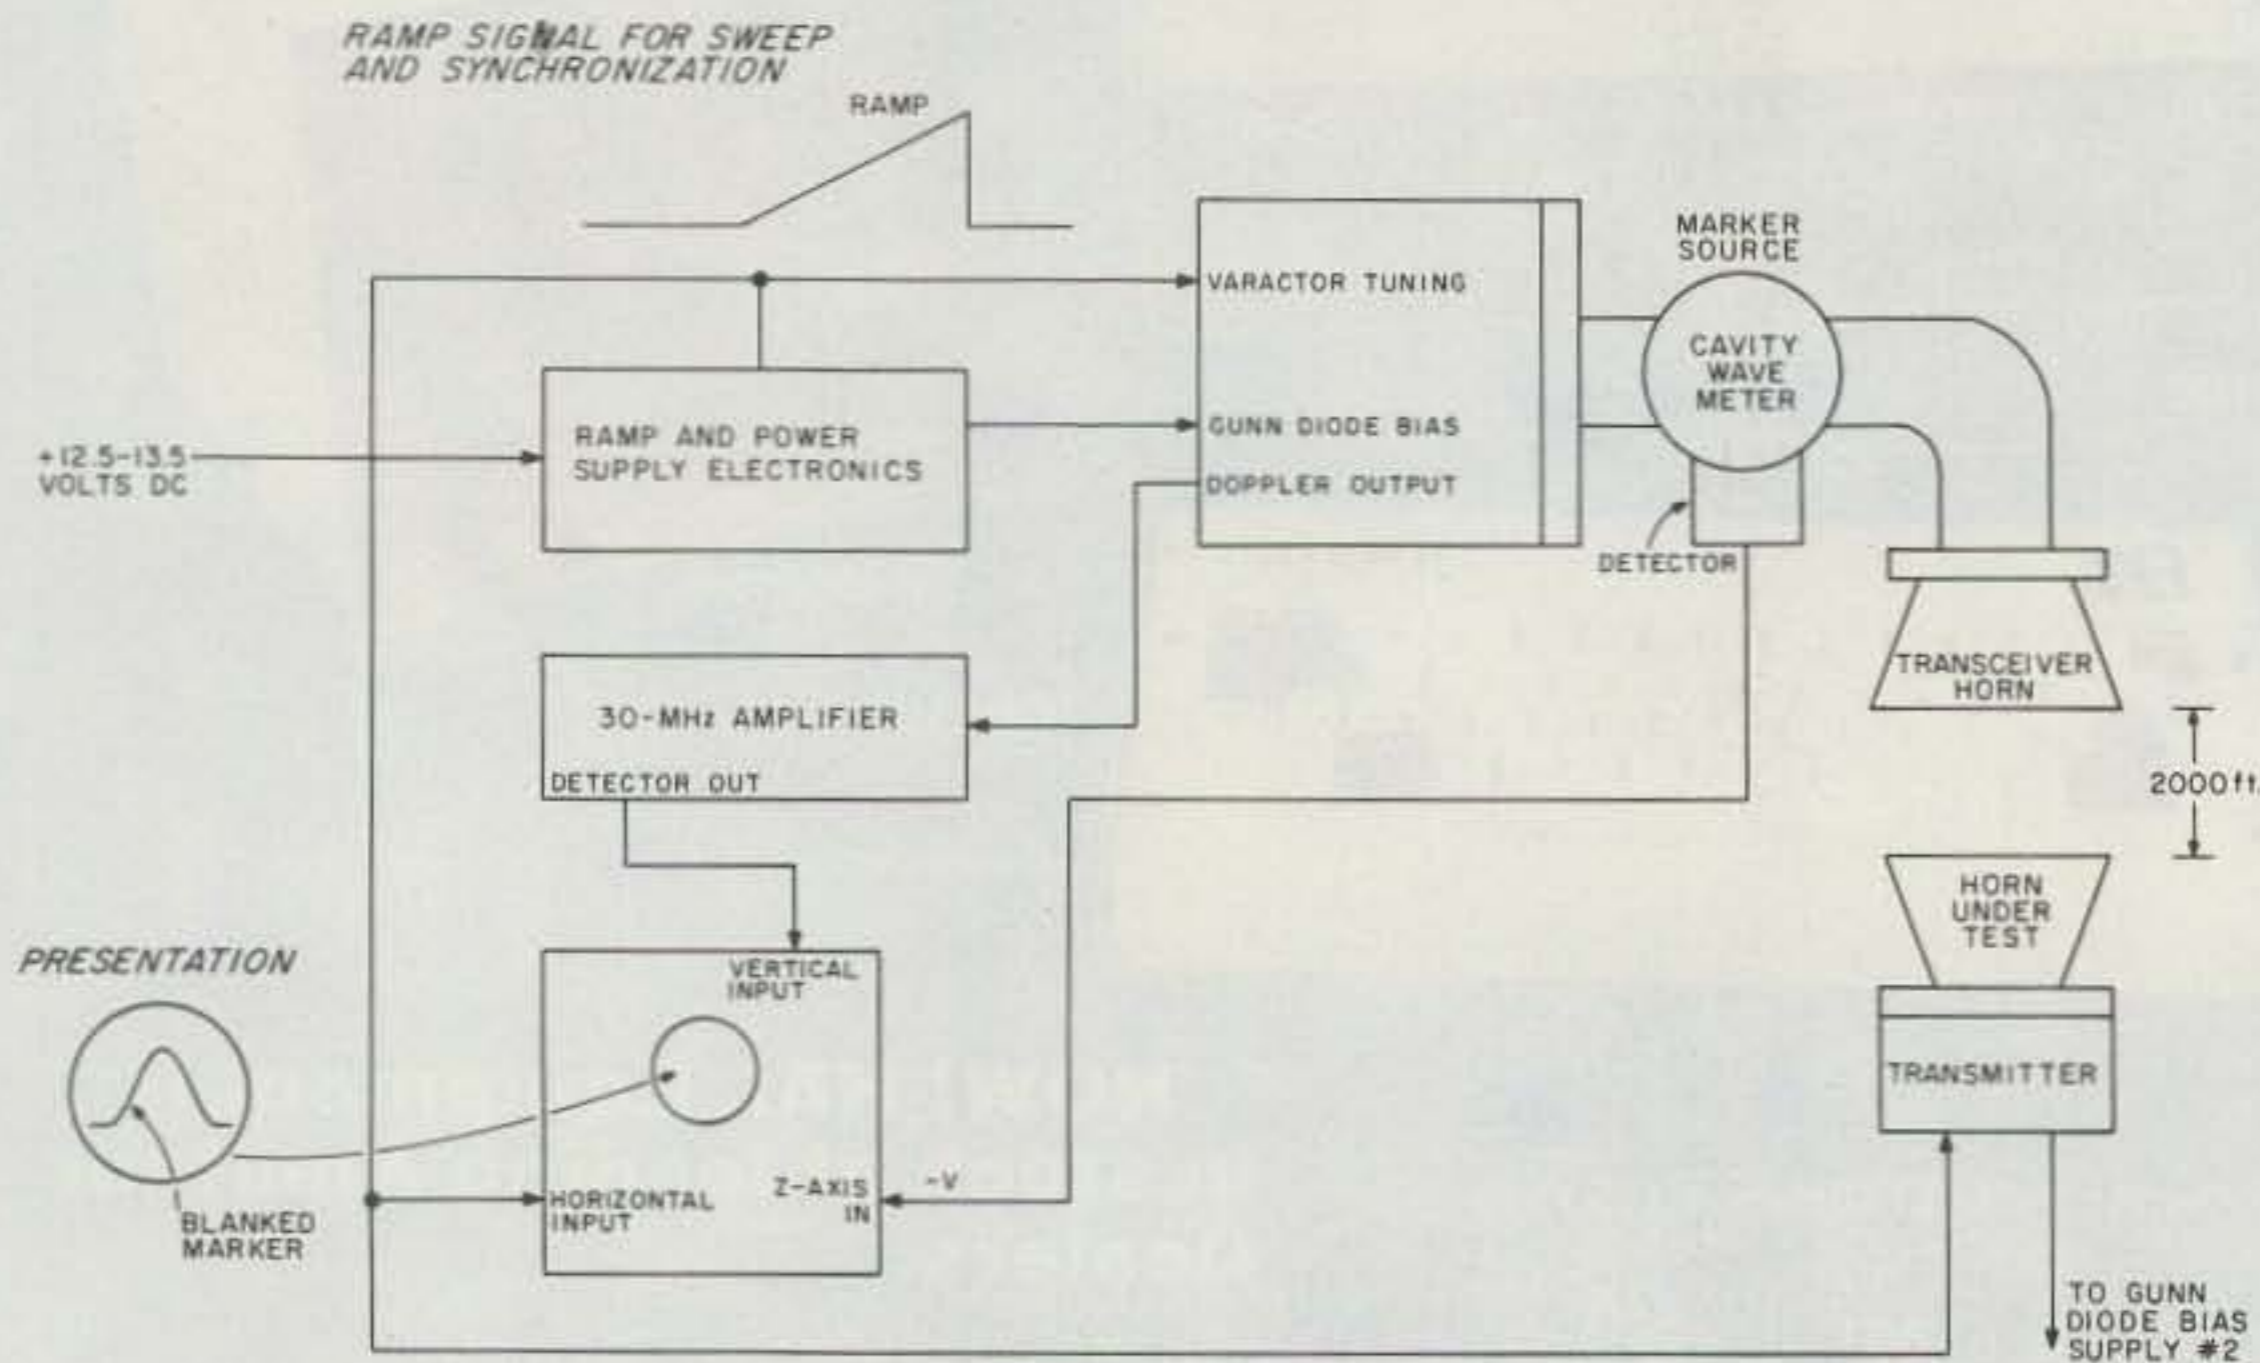 RAMP SIGNAL FOR SWEEP
AND SYNCHRONIZATION
RAMP
MARKER
SOURCE
VARACTOR TUNING
CAVITY
WAVE
METER
GUNN DIODE BIAS
RAMP AND POWER
SUPPLY ELECTRONICS
+12.5-13.5
VOLTS DC
DOPPLER OUTPUT
DETECTOR
TRANSCEIVER
HORN
30-MHz AMPLIFIER
DETECTOR OUT
2000ft.
HORN
UNDER
TEST
PRESENTATION
VERTICAL
INPUT
TRANSMITTER
Z-AXIS
IN
-V
HORIZONTAL
INPUT
BLANKED
MARKER
TO GUNN
DIODE BIAS
SUPPLY #2